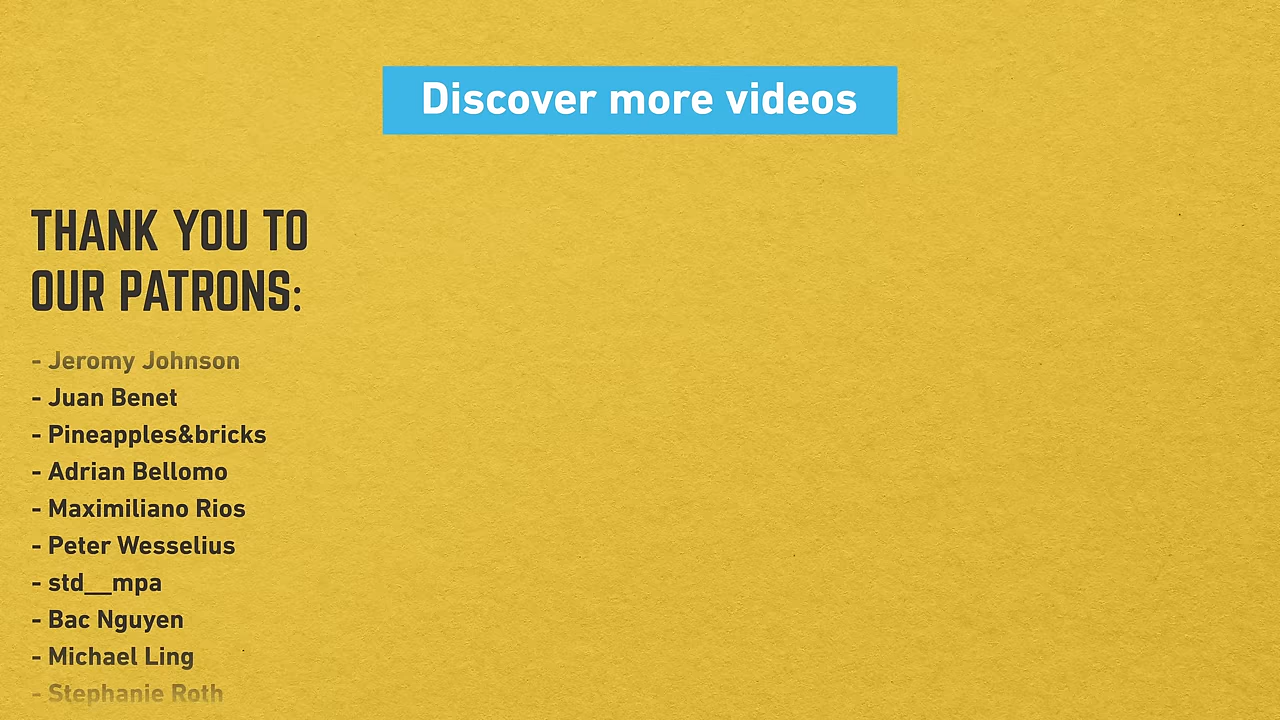 Discover more videos
THANK YOU TO
OUR PATRONS:
- Jeromy Johnson
- Juan Benet
- Pineapples&bricks
- Adrian Bellomo
- Maximiliano Rios
- Peter Wesselius
- std__mpa
- Bac Nguyen
- Michael Ling
- Stephanie Roth